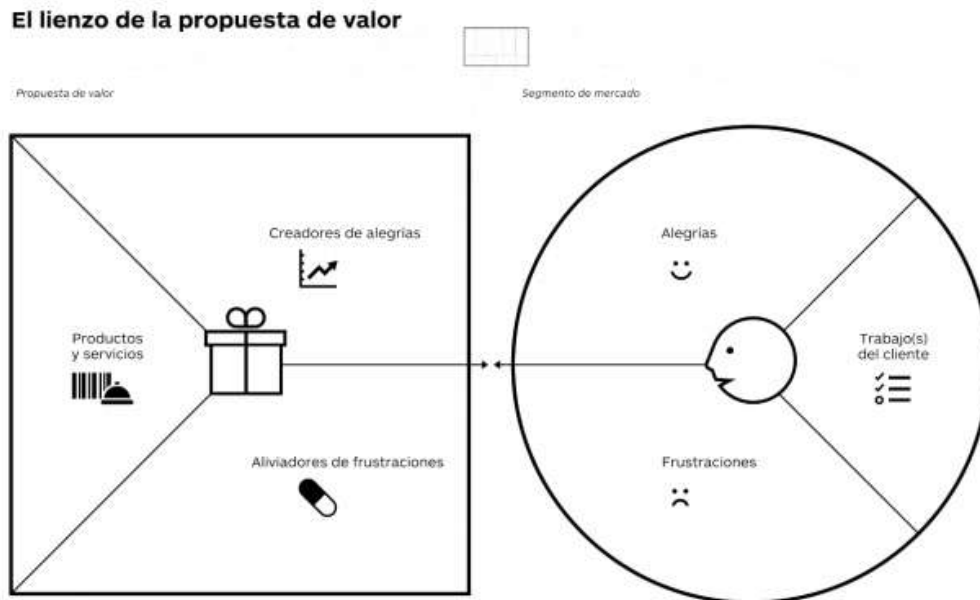 El lienzo de la propuesta de valor
Propuesta de valor
Segmento de mercado
Creadores de alegrías
Alegrías
Productos
y servicios
Trabajo(s)
del cliente
Aliviadores de frustraciones
Frustraciones